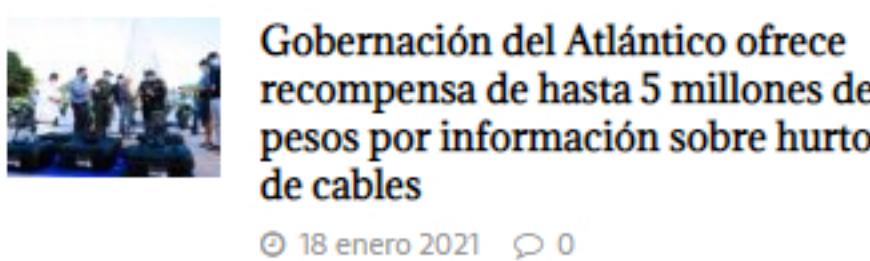 Gobernación del Atlántico ofrece
recompensa de hasta 5 millones de
pesos por información sobre hurto
de cables
18 enero 2021 0